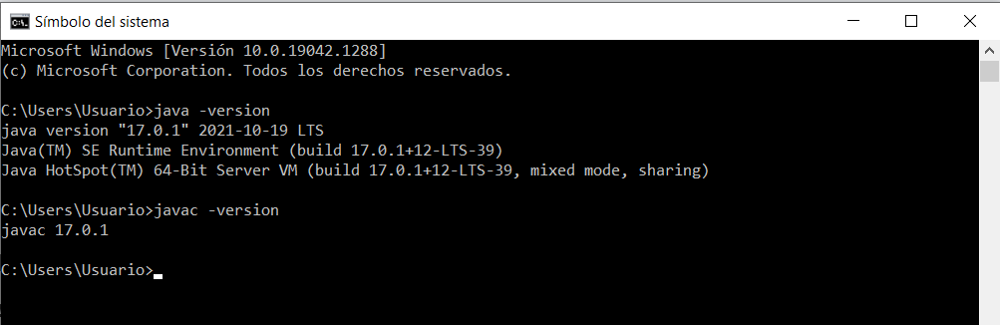 Símbolo del sistema
Microsoft Windows [Versión 10.0.19042.1288]
(c) Microsoft Corporation. Todos los derechos reservados.
C:\Users\Usuario>java -version
java version "17.0.1" 2021-10-19 LTS
Java(TM) SE Runtime Environment (build 17.0.1+12-LTS-39)
Java HotSpot(TM) 64-Bit Server VM (build 17.0.1+12-LTS-39, mixed mode, sharing)
C:\Users\Usuario>javac -version
javac 17.0.1
C:\Users\Usuario>